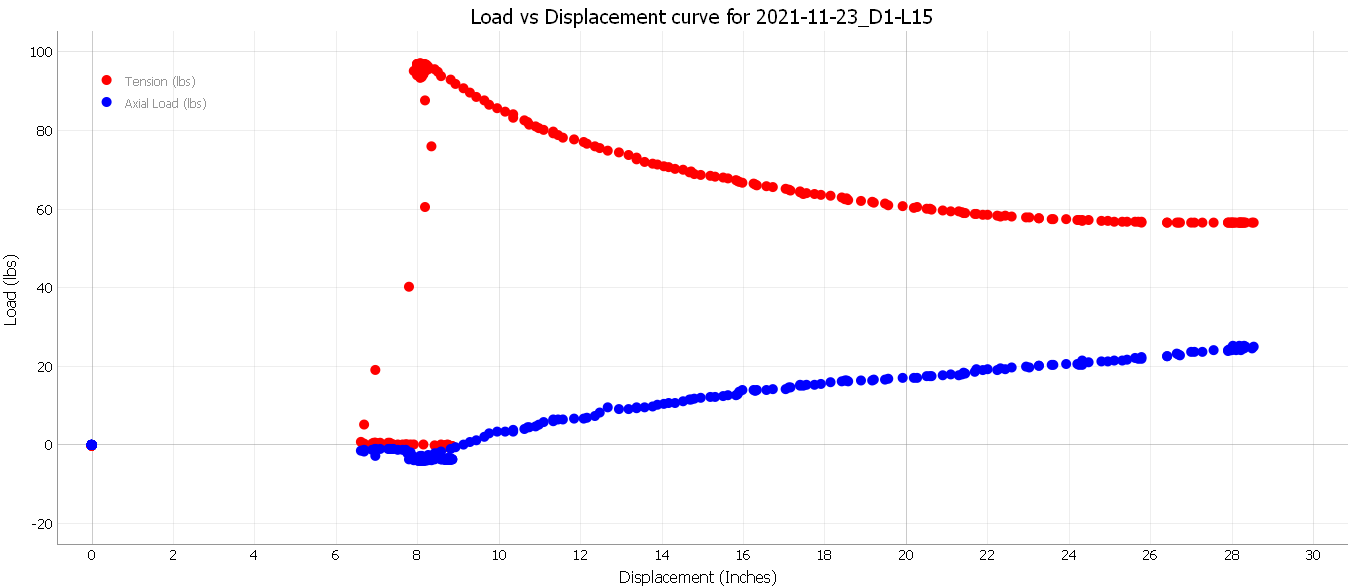 Load vs Displacement curve for 2021-11-23_D1-L15
100
Tension (lbs)
Axial Load (lbs)
80
60
40
20
0
-20
Load (lbs)
0 2 4 6 8 10 12 14 16 18 20 22 24 26 28 30
Displacement (Inches)